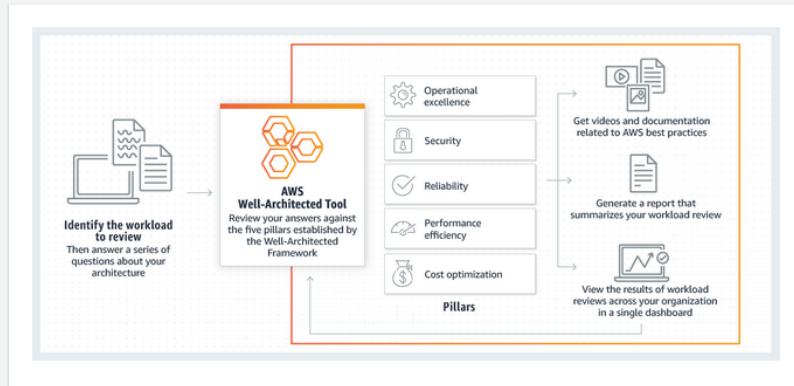 Identify the workload
to review
Then answer a series of
questions about your
architecture
AWS
Well-Architected Tool
Review your answers against
the five pillars established by
the Well-Architected
Framework
Operational
excellence
Security
Reliability
Performance
efficiency
Cost optimization
Pillars
Get videos and documentation
related to AWS best practices
Generate a report that
summarizes your workload review
View the results of workload
reviews across your organization
in a single dashboard